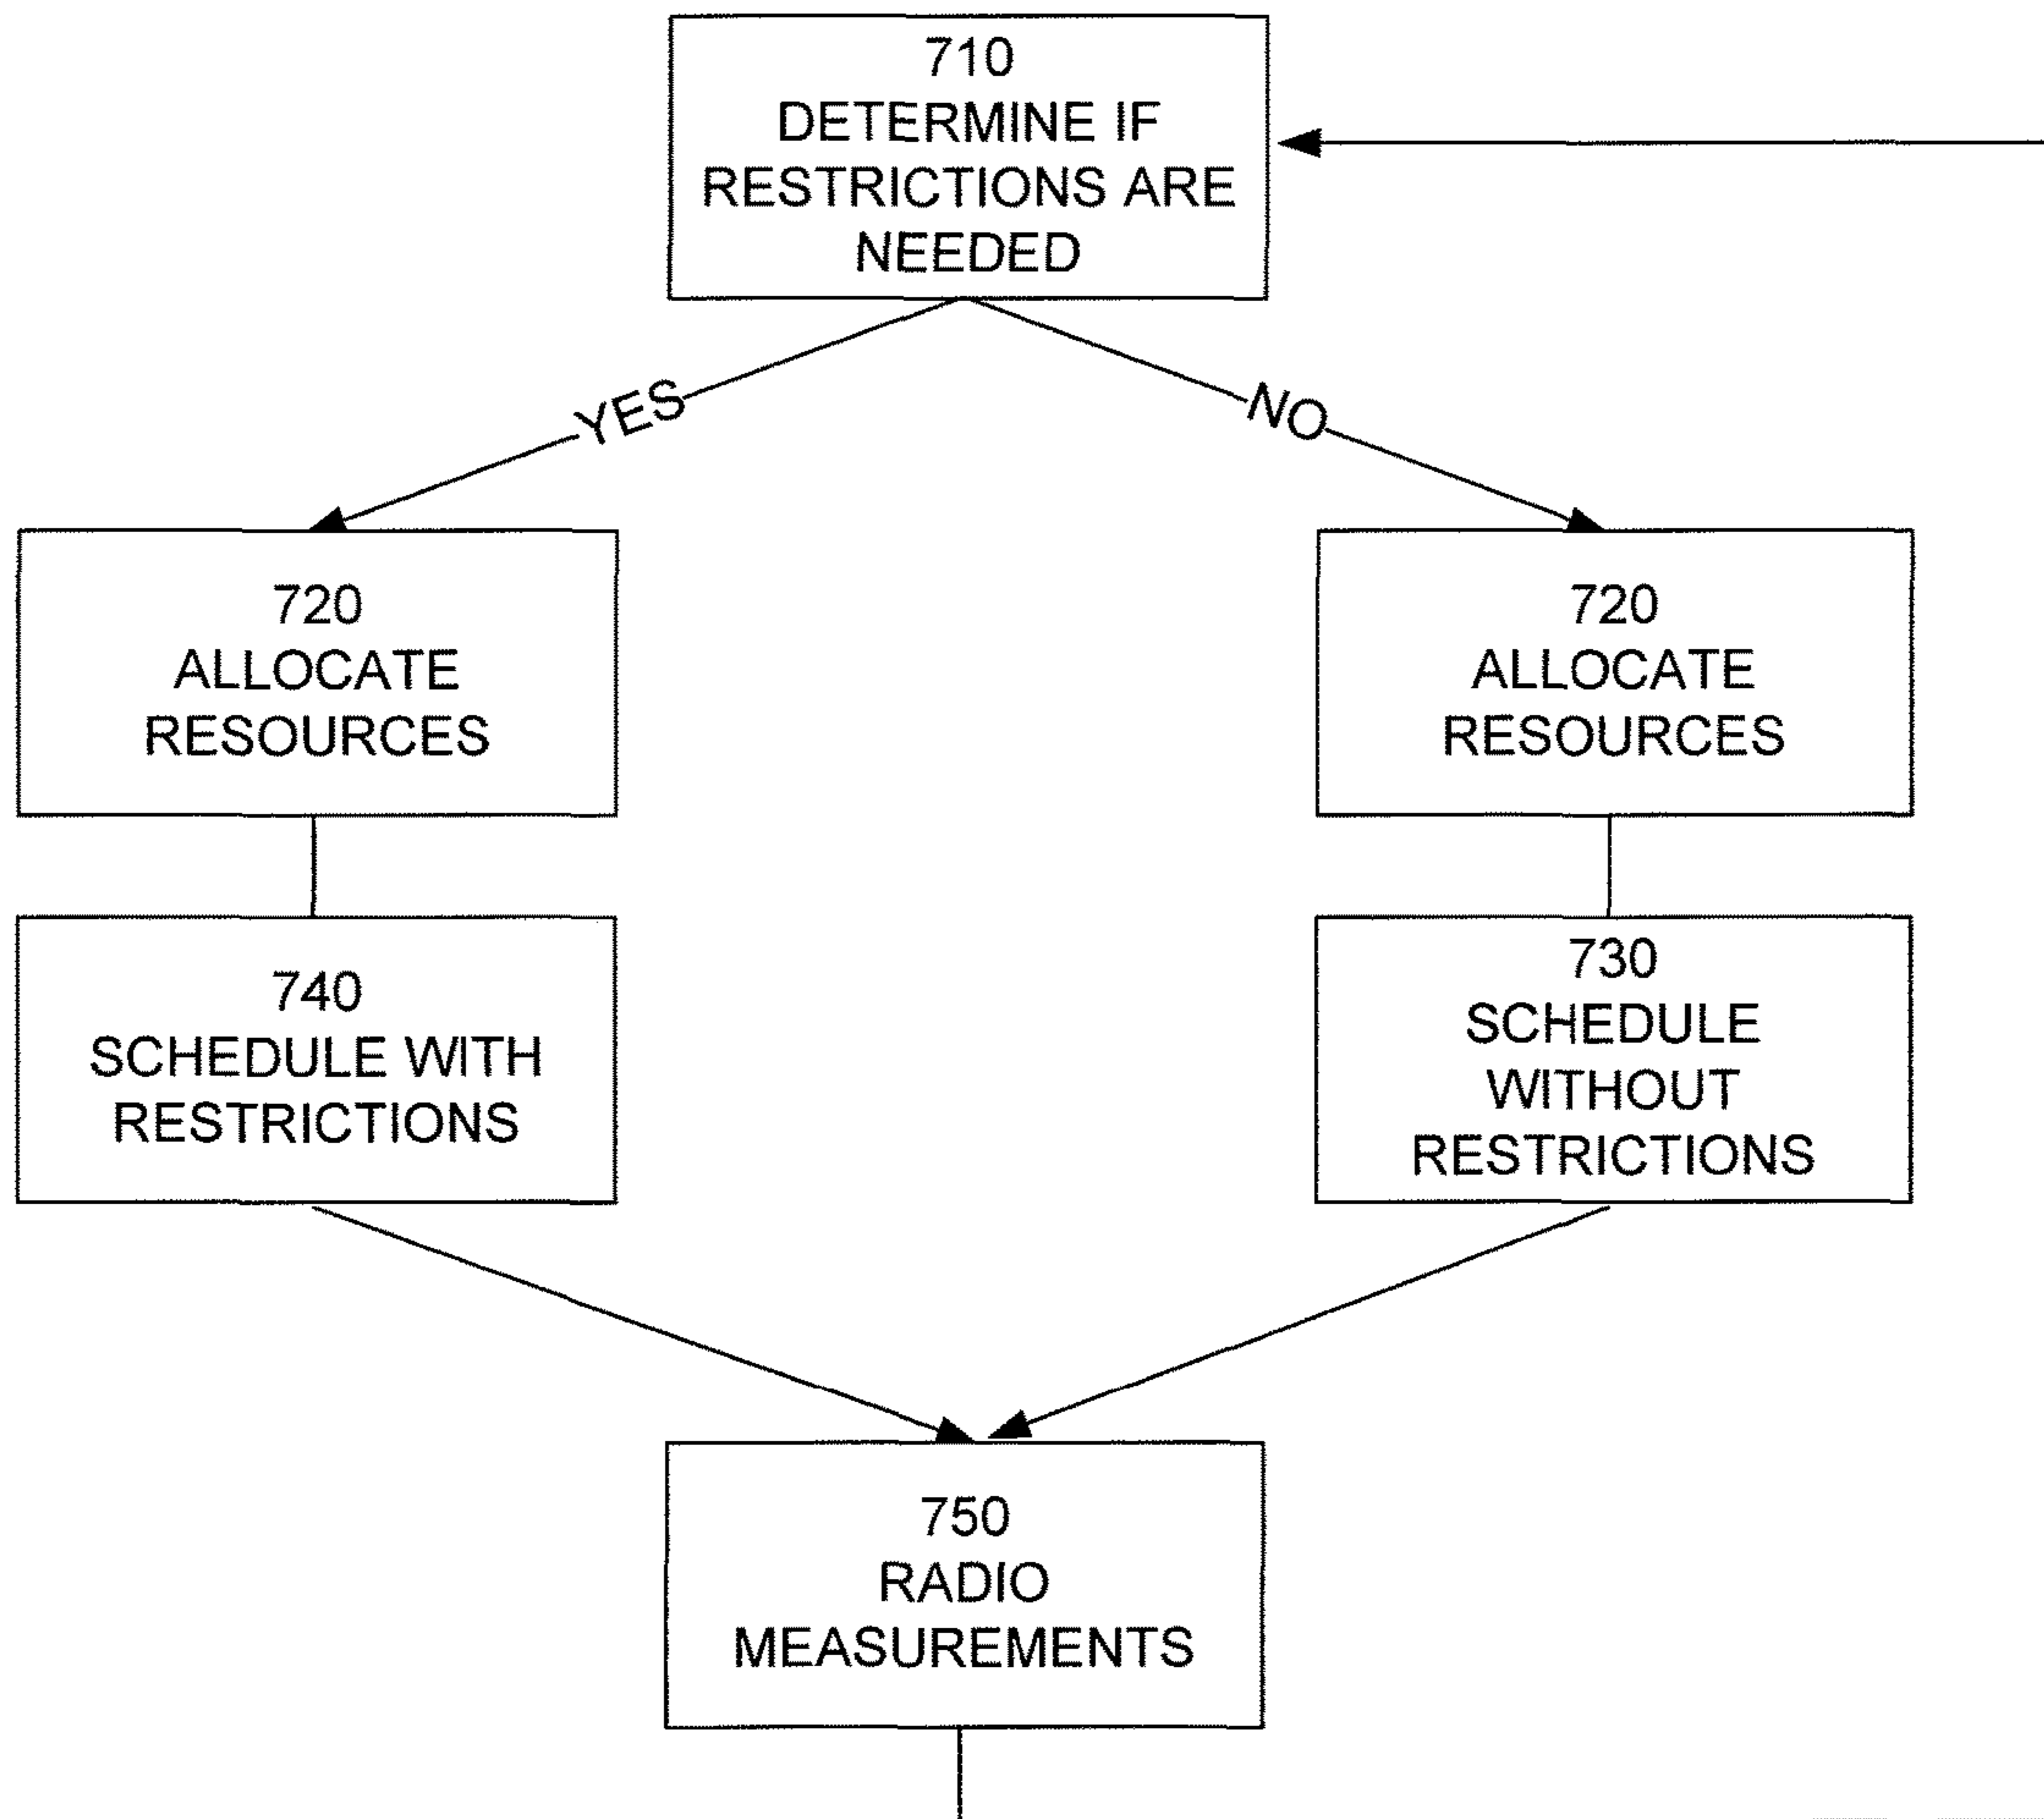 710
DETERMINE IF
RESTRICTIONS ARE
NEEDED
YES
NO
720
ALLOCATE
RESOURCES
720
ALLOCATE
RESOURCES
740
SCHEDULE WITH
RESTRICTIONS
730
SCHEDULE
WITHOUT
RESTRICTIONS
750
RADIO
MEASUREMENTS